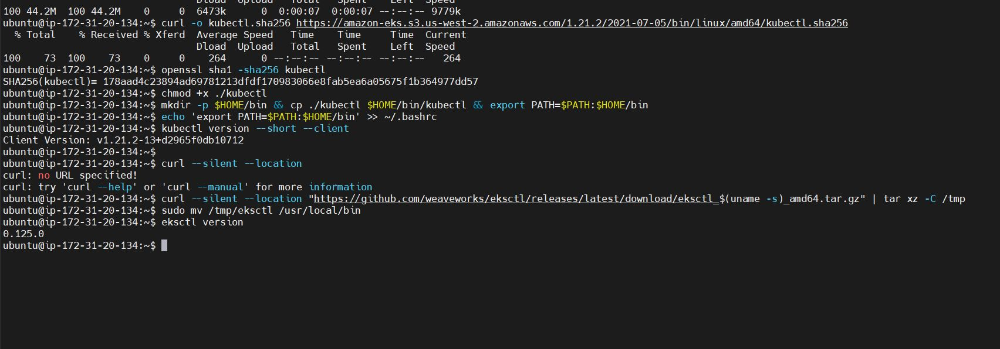 Dload  Upload   Total   Spent    Left  Speed
100 44.2M  100 44.2M    0     0  6473k      0  0:00:07  0:00:07 --:--:-- 9779k
ubuntu@ip-172-31-20-134:~$ curl -o kubectl.sha256 https://amazon-eks.s3.us-west-2.amazonaws.com/1.21.2/2021-07-05/bin/linux/amd64/kubectl.sha256
  % Total    % Received % Xferd  Average Speed   Time    Time     Time  Current
                                 Dload  Upload   Total   Spent    Left  Speed
100    73  100    73    0     0    264      0 --:--:-- --:--:-- --:--:--   264
ubuntu@ip-172-31-20-134:~$ openssl sha1 -sha256 kubectl
SHA256(kubectl)= 178aad4c23894ad69781213dfdf170983066e8fab5ea6a05675f1b364977dd57
ubuntu@ip-172-31-20-134:~$ chmod +x ./kubectl
ubuntu@ip-172-31-20-134:~$ mkdir -p $HOME/bin && cp ./kubectl $HOME/bin/kubectl && export PATH=$PATH:$HOME/bin
ubuntu@ip-172-31-20-134:~$ echo 'export PATH=$PATH:$HOME/bin' >> ~/.bashrc
ubuntu@ip-172-31-20-134:~$ kubectl version --short --client
Client Version: v1.21.2-13+d2965f0db10712
ubuntu@ip-172-31-20-134:~$
ubuntu@ip-172-31-20-134:~$ curl --silent --location
curl: no URL specified!
curl: try 'curl --help' or 'curl --manual' for more information
ubuntu@ip-172-31-20-134:~$ curl --silent --location "https://github.com/weaveworks/eksctl/releases/latest/download/eksctl_$(uname -s)_amd64.tar.gz" | tar xz -C /tmp
ubuntu@ip-172-31-20-134:~$ sudo mv /tmp/eksctl /usr/local/bin
ubuntu@ip-172-31-20-134:~$ eksctl version
0.125.0
ubuntu@ip-172-31-20-134:~$